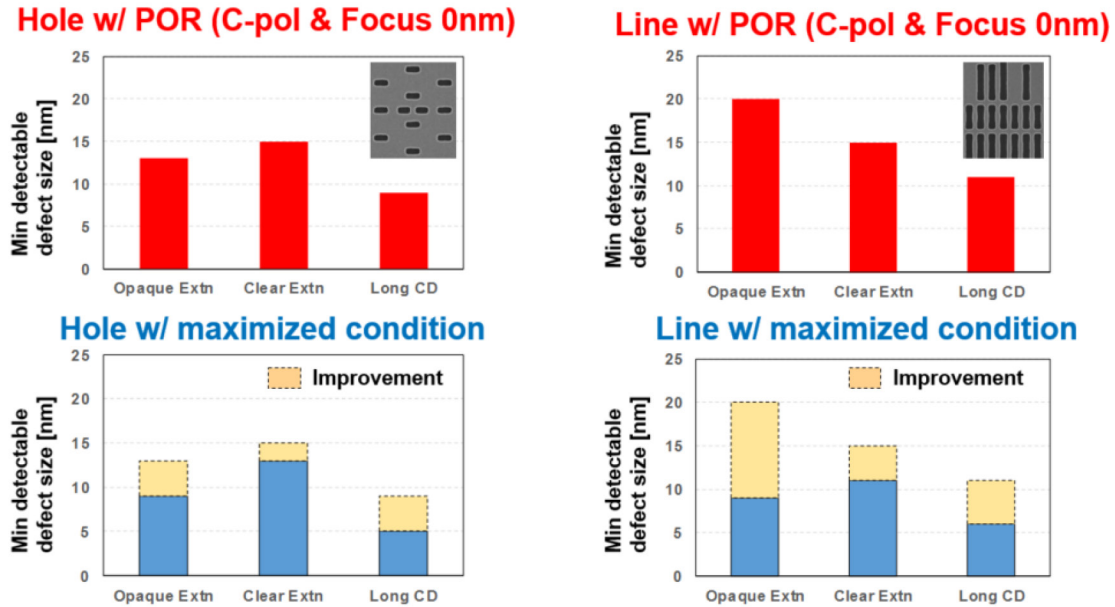 Hole w/ POR (C-pol & Focus 0nm)
Min detectable
defect size [nm]
25
20
15
10
5
0
Opaque Extn Clear Extn Long CD
Line w/ POR (C-pol & Focus 0nm)
Min detectable
defect size [nm]
25
20
15
10
5
0
Opaque Extn Clear Extn Long CD
Hole w/ maximized condition
Min detectable
defect size [nm]
25
20
15
10
5
0
Improvement
Opaque Extn Clear Extn Long CD
Line w/ maximized condition
Min detectable
defect size [nm]
25
20
15
10
5
0
Improvement
Opaque Extn Clear Extn Long CD